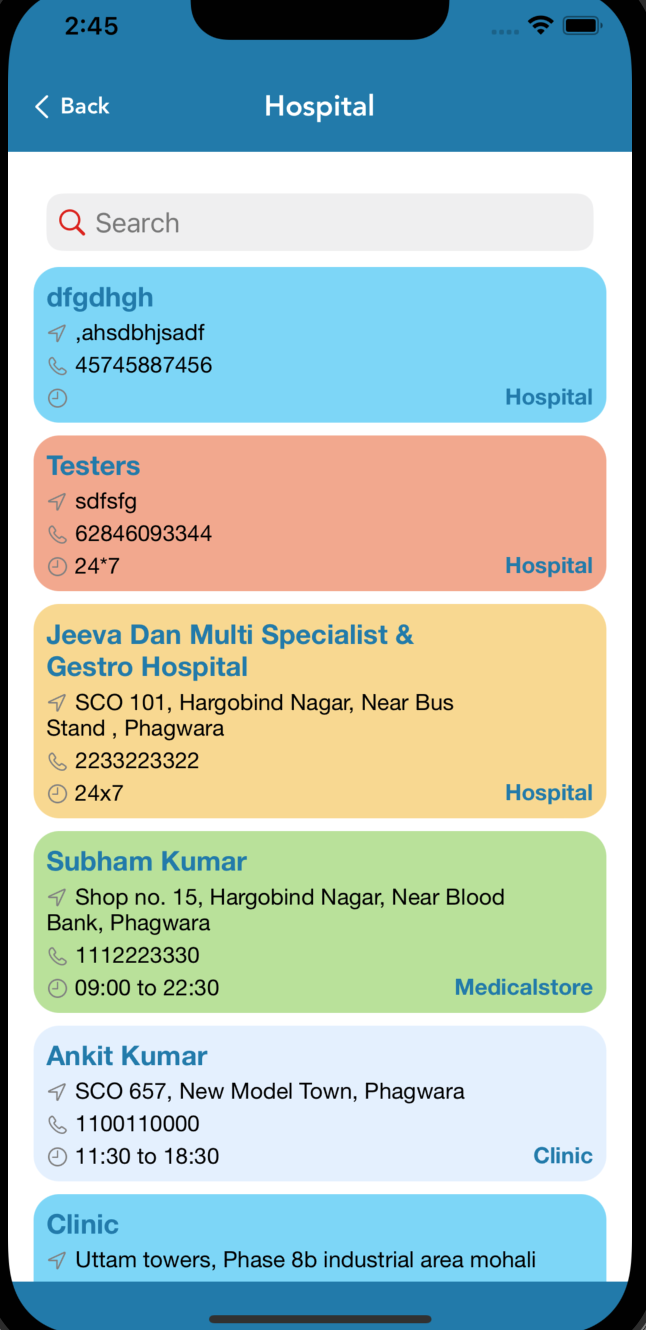 2:45
Back
Hospital
Search
dfgdhgh
,ahsdbhjsadf
45745887456
Hospital
Testers
sdfsfg
62846093344
24*7
Hospital
Jeeva Dan Multi Specialist &
Gestro Hospital
SCO 101, Hargobind Nagar, Near Bus
Stand , Phagwara
2233223322
24x7
Hospital
Subham Kumar
Shop no. 15, Hargobind Nagar, Near Blood
Bank, Phagwara
1112223330
09:00 to 22:30
Medicalstore
Ankit Kumar
SCO 657, New Model Town, Phagwara
1100110000
11:30 to 18:30
Clinic
Clinic
Uttam towers, Phase 8b industrial area mohali